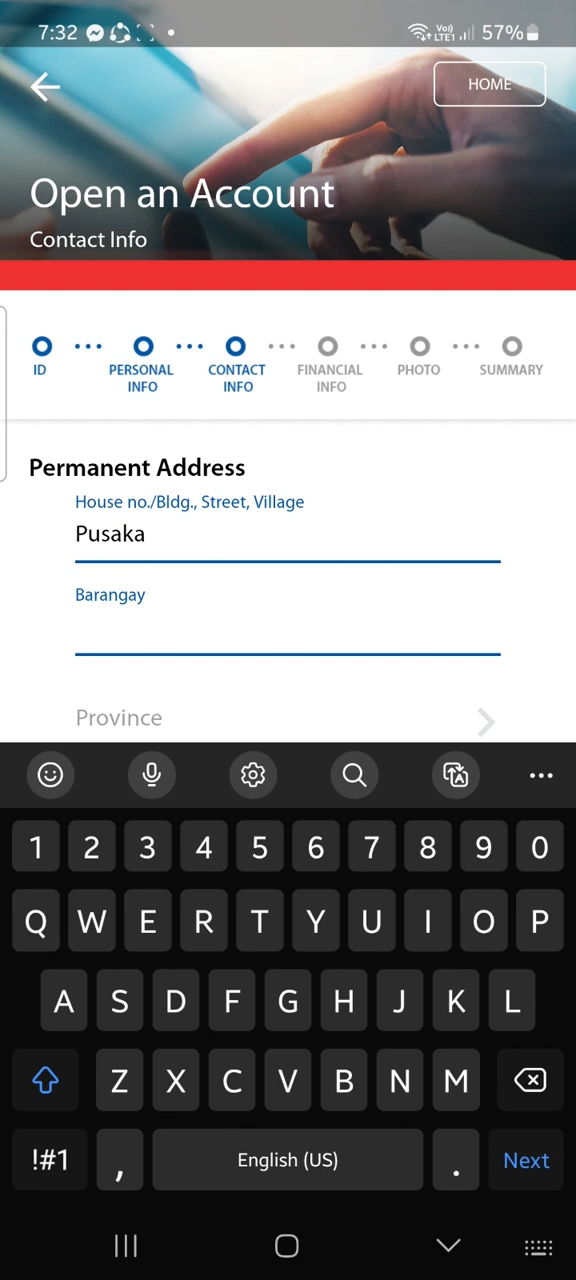 7:32 Vo)) LTE1 57%
HOME
Open an Account
Contact Info
ID PERSONAL INFO CONTACT INFO FINANCIAL INFO PHOTO SUMMARY
Permanent Address
House no./Bldg., Street, Village
Pusaka
Barangay
Province
1 2 3 4 5 6 7 8 9 0
Q W E R T Y U I O P
A S D F G H J K L
Z X C V B N M
!#1 , English (US) . Next